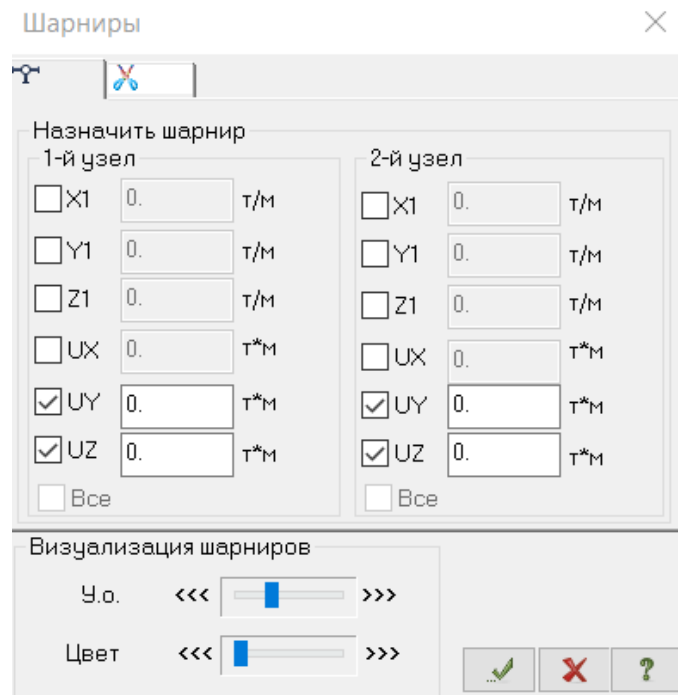 Шарниры
Назначить шарнир
1-й узел
X1 0. т/м
Y1 0. т/м
Z1 0. т/м
UX 0. т*м
UY 0. т*м
UZ 0. т*м
Все
2-й узел
X1 0. т/м
Y1 0. т/м
Z1 0. т/м
UX 0. т*м
UY 0. т*м
UZ 0. т*м
Все
Визуализация шарниров
У.о. <<< >>>
Цвет <<< >>>
?